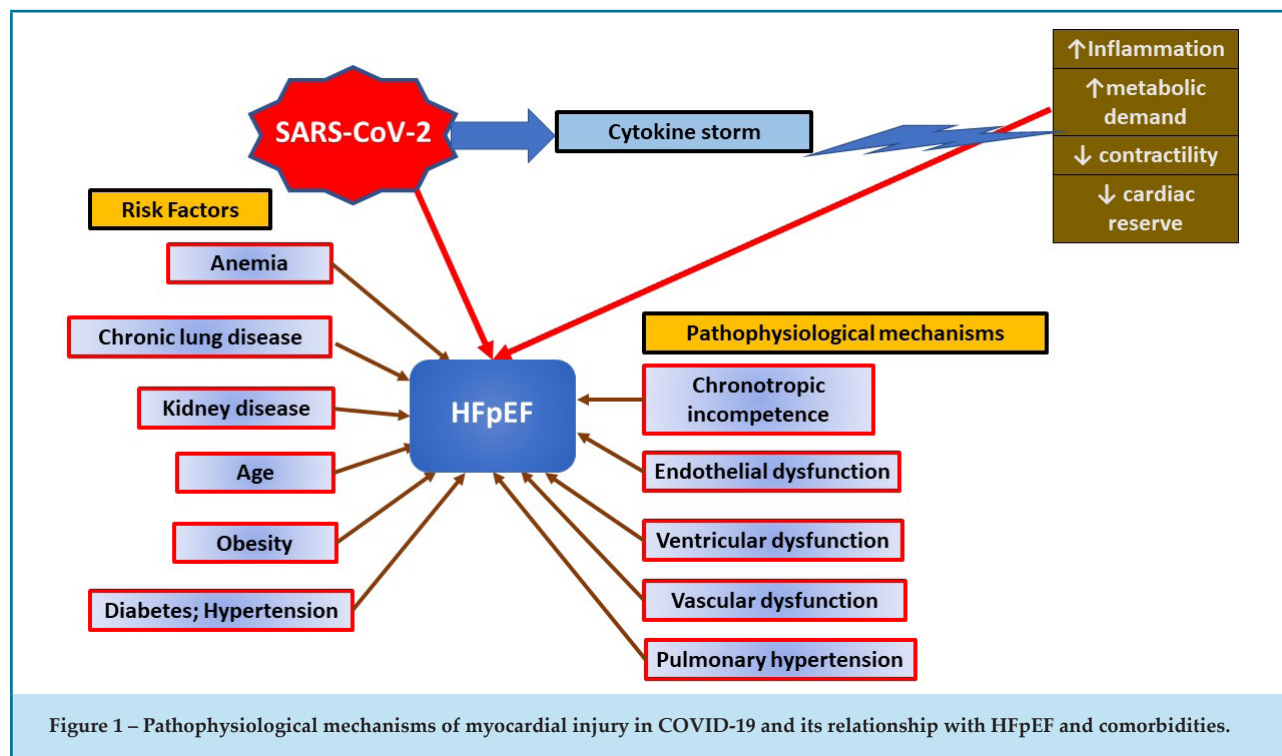 SARS-CoV-2
Cytokine storm
↑Inflammation
↑metabolic
demand
↓ contractility
↓ cardiac
reserve
Risk Factors
Anemia
Chronic lung disease
Kidney disease
Age
Obesity
Diabetes; Hypertension
HFpEF
Pathophysiological mechanisms
Chronotropic
incompetence
Endothelial dysfunction
Ventricular dysfunction
Vascular dysfunction
Pulmonary hypertension
Figure 1 – Pathophysiological mechanisms of myocardial injury in COVID-19 and its relationship with HFpEF and comorbidities.